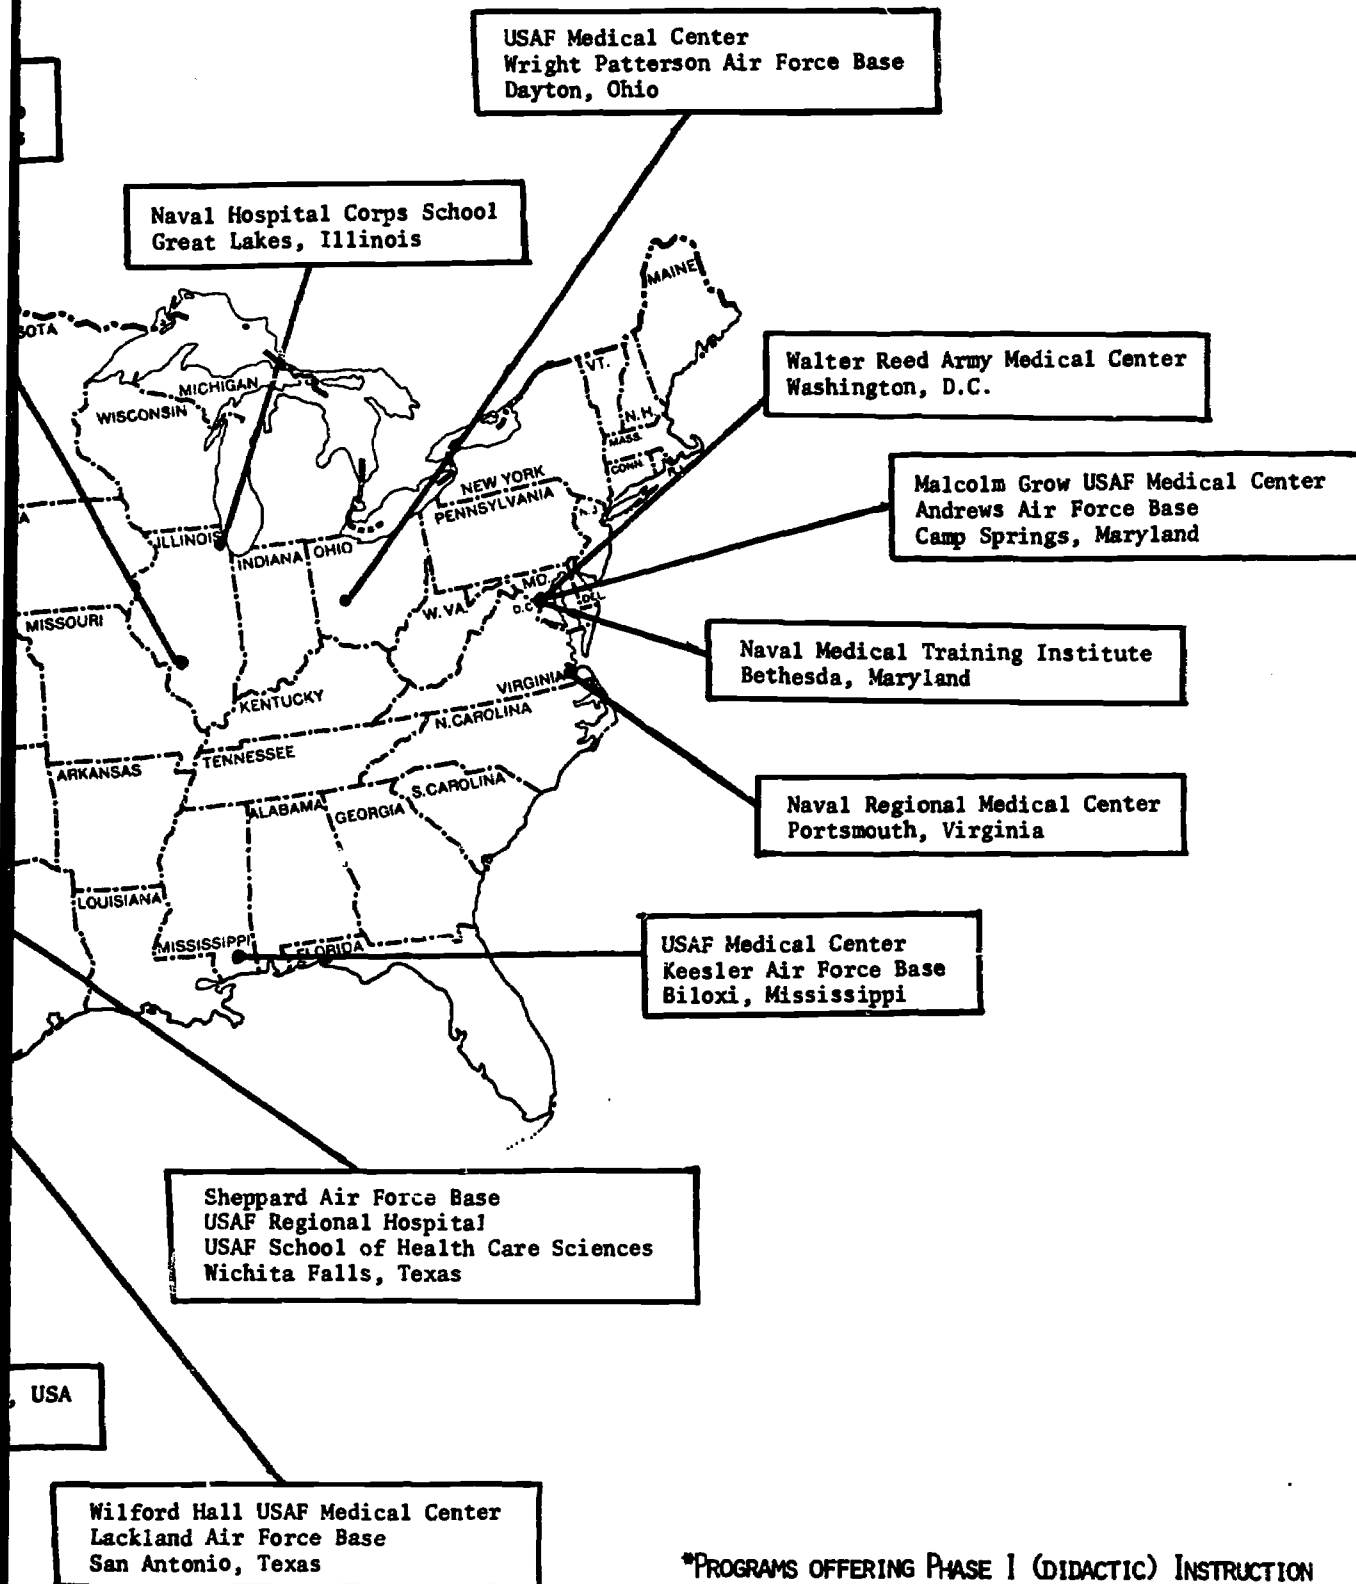 USAF Medical Center
Wright Patterson Air Force Base
Dayton, Ohio
Naval Hospital Corps School
Great Lakes, Illinois
Walter Reed Army Medical Center
Washington, D.C.
Malcolm Grow USAF Medical Center
Andrews Air Force Base
Camp Springs, Maryland
Naval Medical Training Institute
Bethesda, Maryland
Naval Regional Medical Center
Portsmouth, Virginia
USAF Medical Center
Keesler Air Force Base
Biloxi, Mississippi
Sheppard Air Force Base
USAF Regional Hospital
USAF School of Health Care Sciences
Wichita Falls, Texas
, USA
Wilford Hall USAF Medical Center
Lackland Air Force Base
San Antonio, Texas
*PROGRAMS OFFERING PHASE I (DIDACTIC) INSTRUCTION
MAINE
SOTA
VT.
MICHIGAN
WISCONSIN
N.H.
MASS.
CONN.
R.I.
NEW YORK
PENNSYLVANIA
N.J.
A
ILLINOIS
INDIANA
OHIO
MD.
DEL.
D.C.
W. VA.
MISSOURI
VIRGINIA
KENTUCKY
N. CAROLINA
TENNESSEE
ARKANSAS
S. CAROLINA
ALABAMA
GEORGIA
LOUISIANA
MISSISSIPPI
FLORIDA